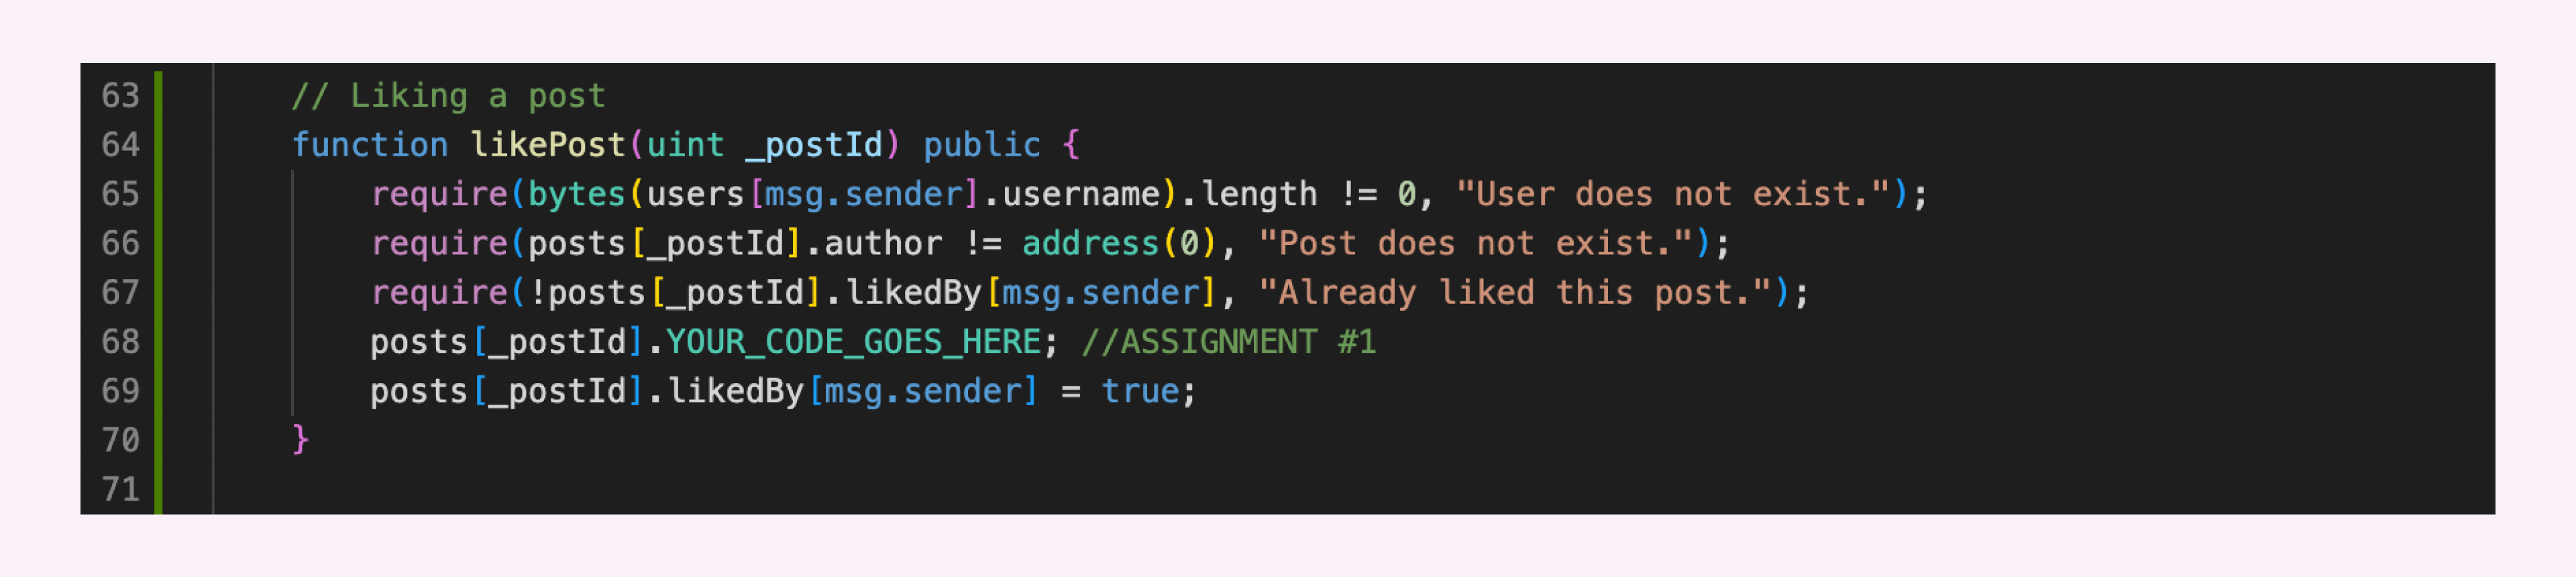 63 // Liking a post
64 function likePost(uint _postId) public {
65 require(bytes(users[msg.sender].username).length != 0, "User does not exist.");
66 require(posts[_postId].author != address(0), "Post does not exist.");
67 require(!posts[_postId].likedBy[msg.sender], "Already liked this post.");
68 posts[_postId].YOUR_CODE_GOES_HERE; //ASSIGNMENT #1
69 posts[_postId].likedBy[msg.sender] = true;
70 }
71